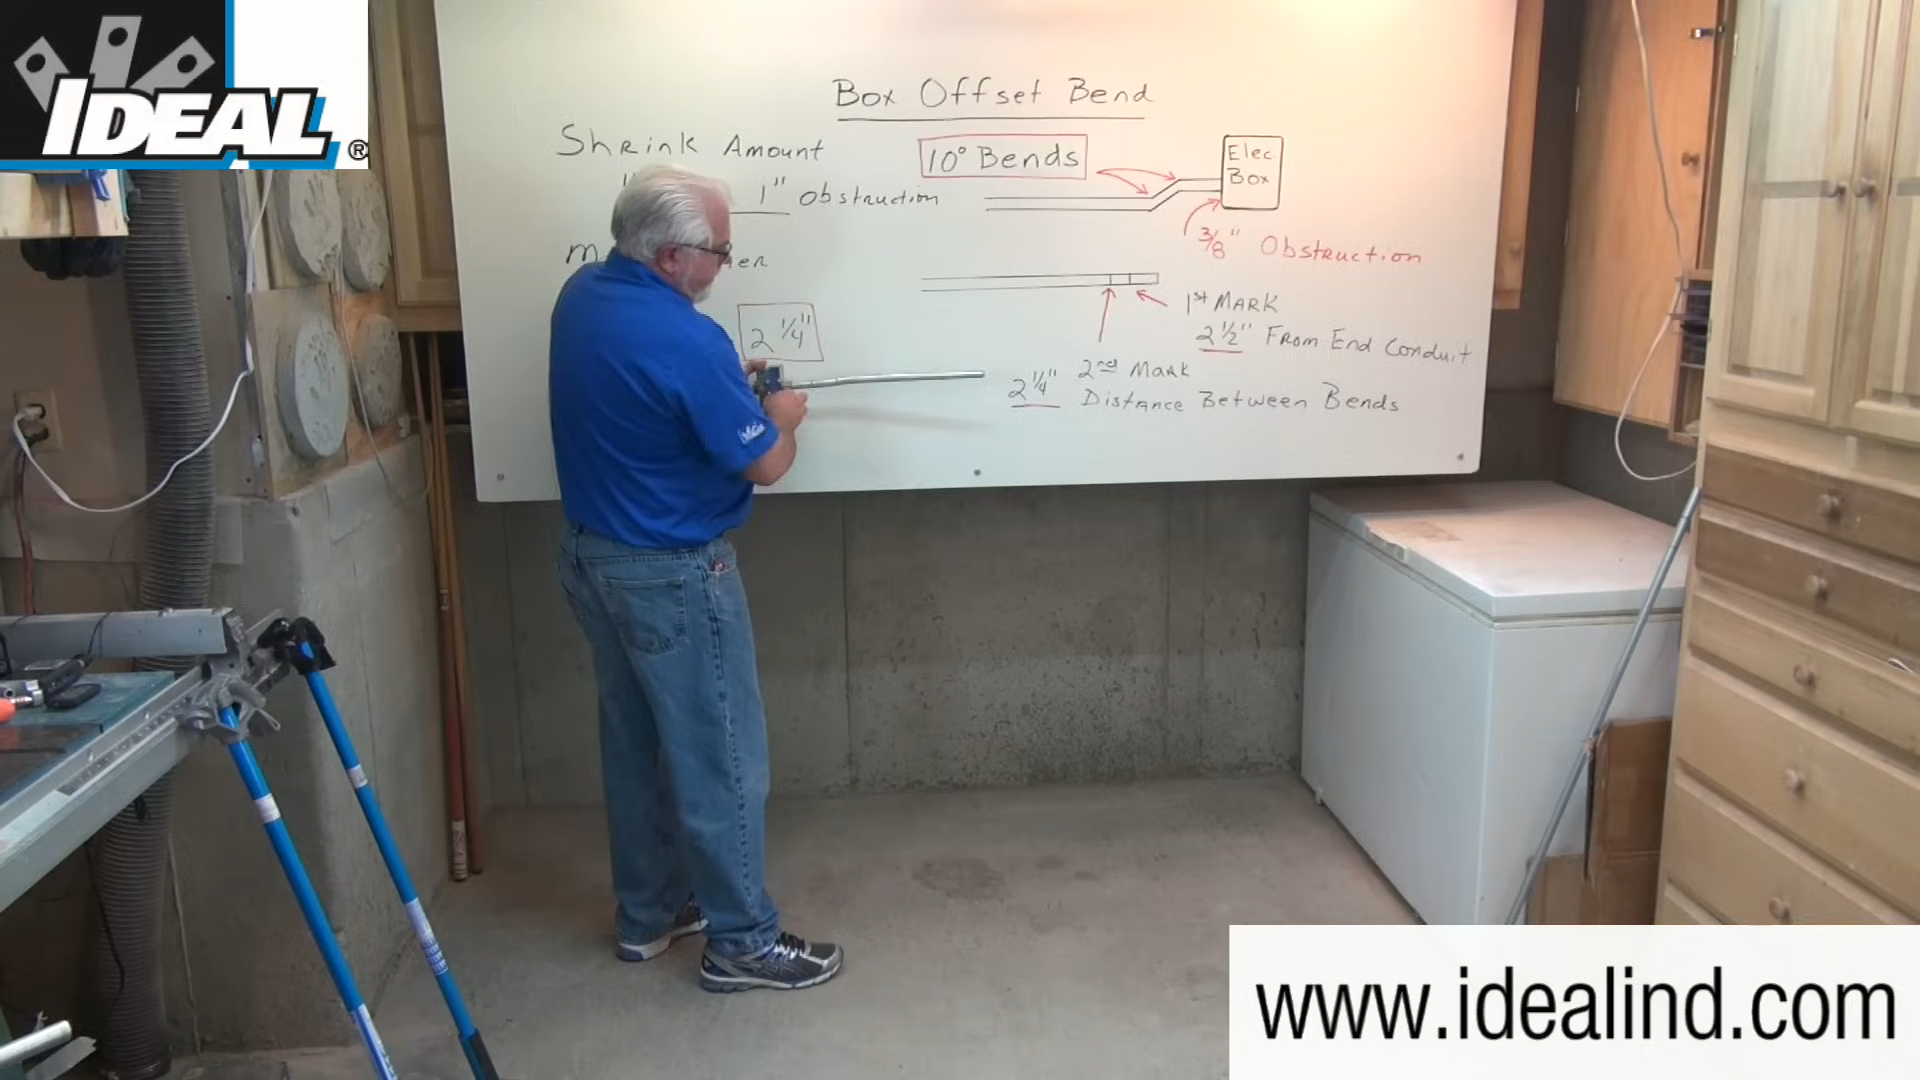 IDEAL®
Box Offset Bend
Shrink Amount
1" Obstruction
10° Bends
Elec
Box
3/8" Obstruction
2 1/4"
1st Mark
2 1/2" From End Conduit
2nd Mark
2 1/4" Distance Between Bends
www.idealind.com